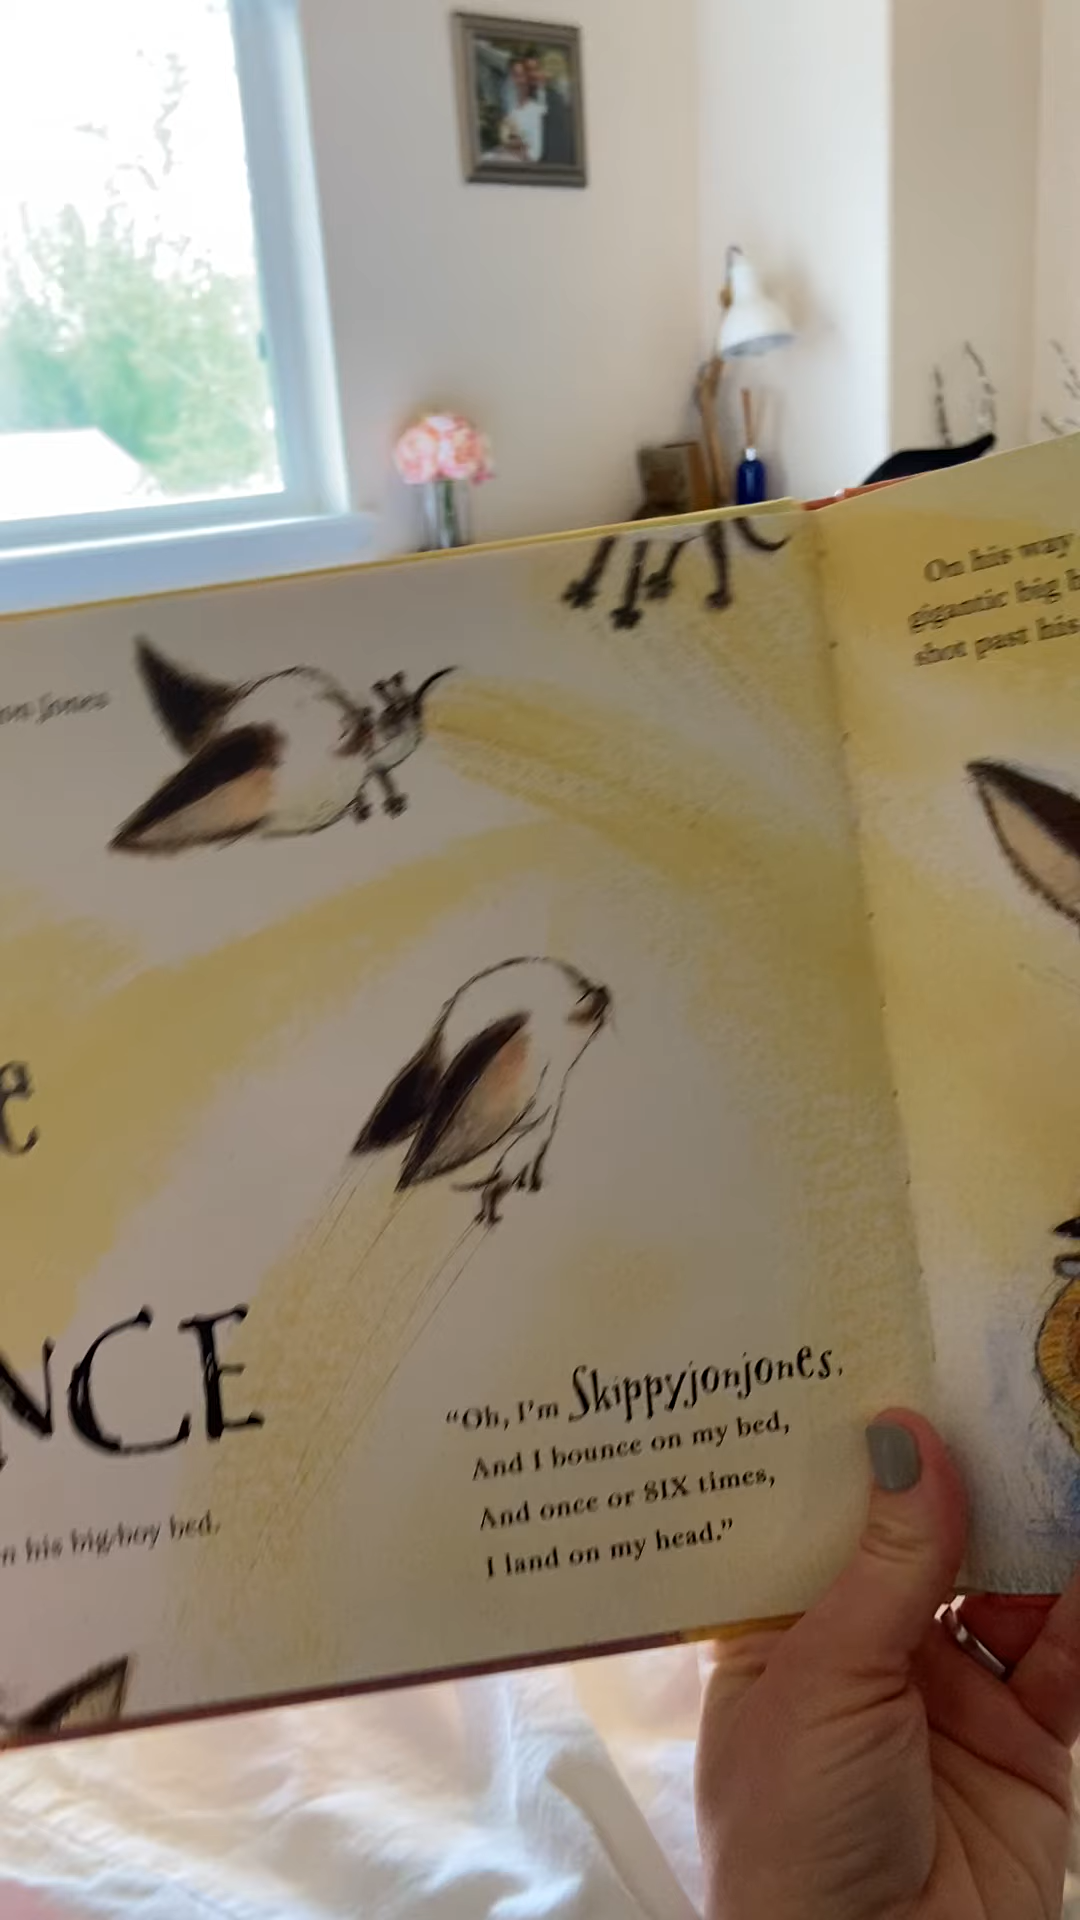 on Jones
e
NCE
n his big-boy bed.
"Oh, I'm Skippyjonjones,
And I bounce on my bed,
And once or SIX times,
I land on my head."
On his way
gigantic big b
shot past his